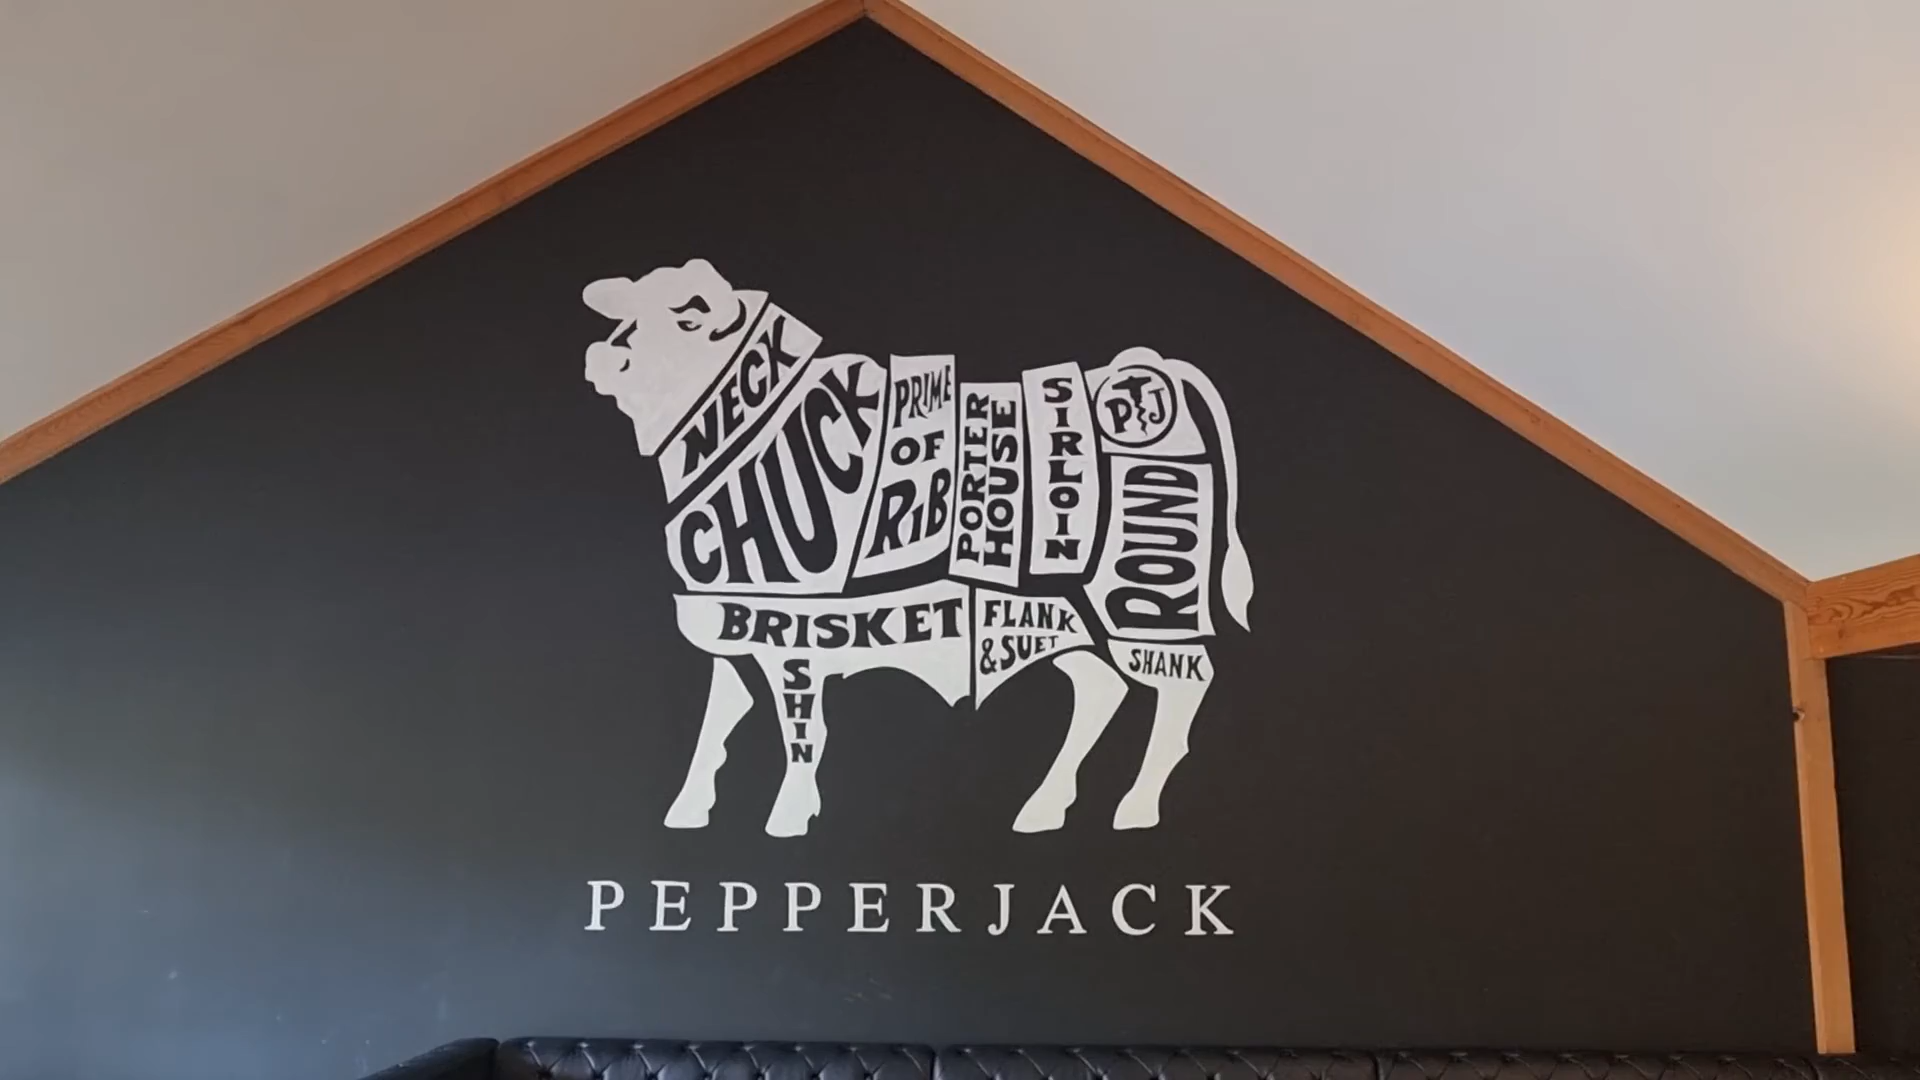 NECK
CHUCK
PRIME
OF
RIB
PORTER
HOUSE
SIRLOIN
PJ
ROUND
BRISKET
FLANK
& SUET
SHANK
SHIN
PEPPERJACK